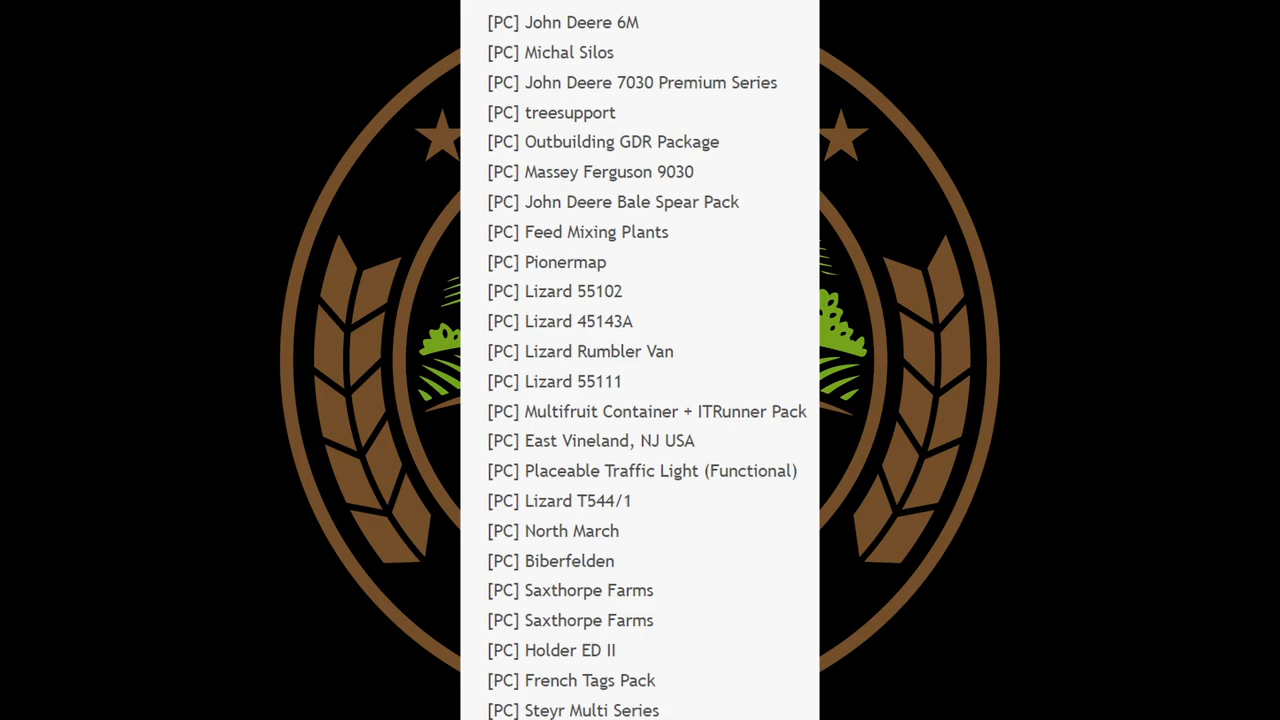 [PC] John Deere 6M
[PC] Michal Silos
[PC] John Deere 7030 Premium Series
[PC] treesupport
[PC] Outbuilding GDR Package
[PC] Massey Ferguson 9030
[PC] John Deere Bale Spear Pack
[PC] Feed Mixing Plants
[PC] Pionermap
[PC] Lizard 55102
[PC] Lizard 45143A
[PC] Lizard Rumbler Van
[PC] Lizard 55111
[PC] Multifruit Container + ITRunner Pack
[PC] East Vineland, NJ USA
[PC] Placeable Traffic Light (Functional)
[PC] Lizard T544/1
[PC] North March
[PC] Biberfelden
[PC] Saxthorpe Farms
[PC] Saxthorpe Farms
[PC] Holder ED II
[PC] French Tags Pack
[PC] Steyr Multi Series